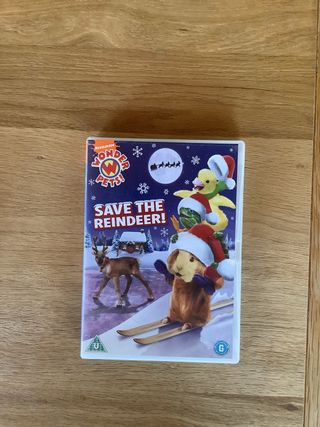 NICKELODEON
WONDER
W
PETS!
SAVE THE
REINDEER!
U
G